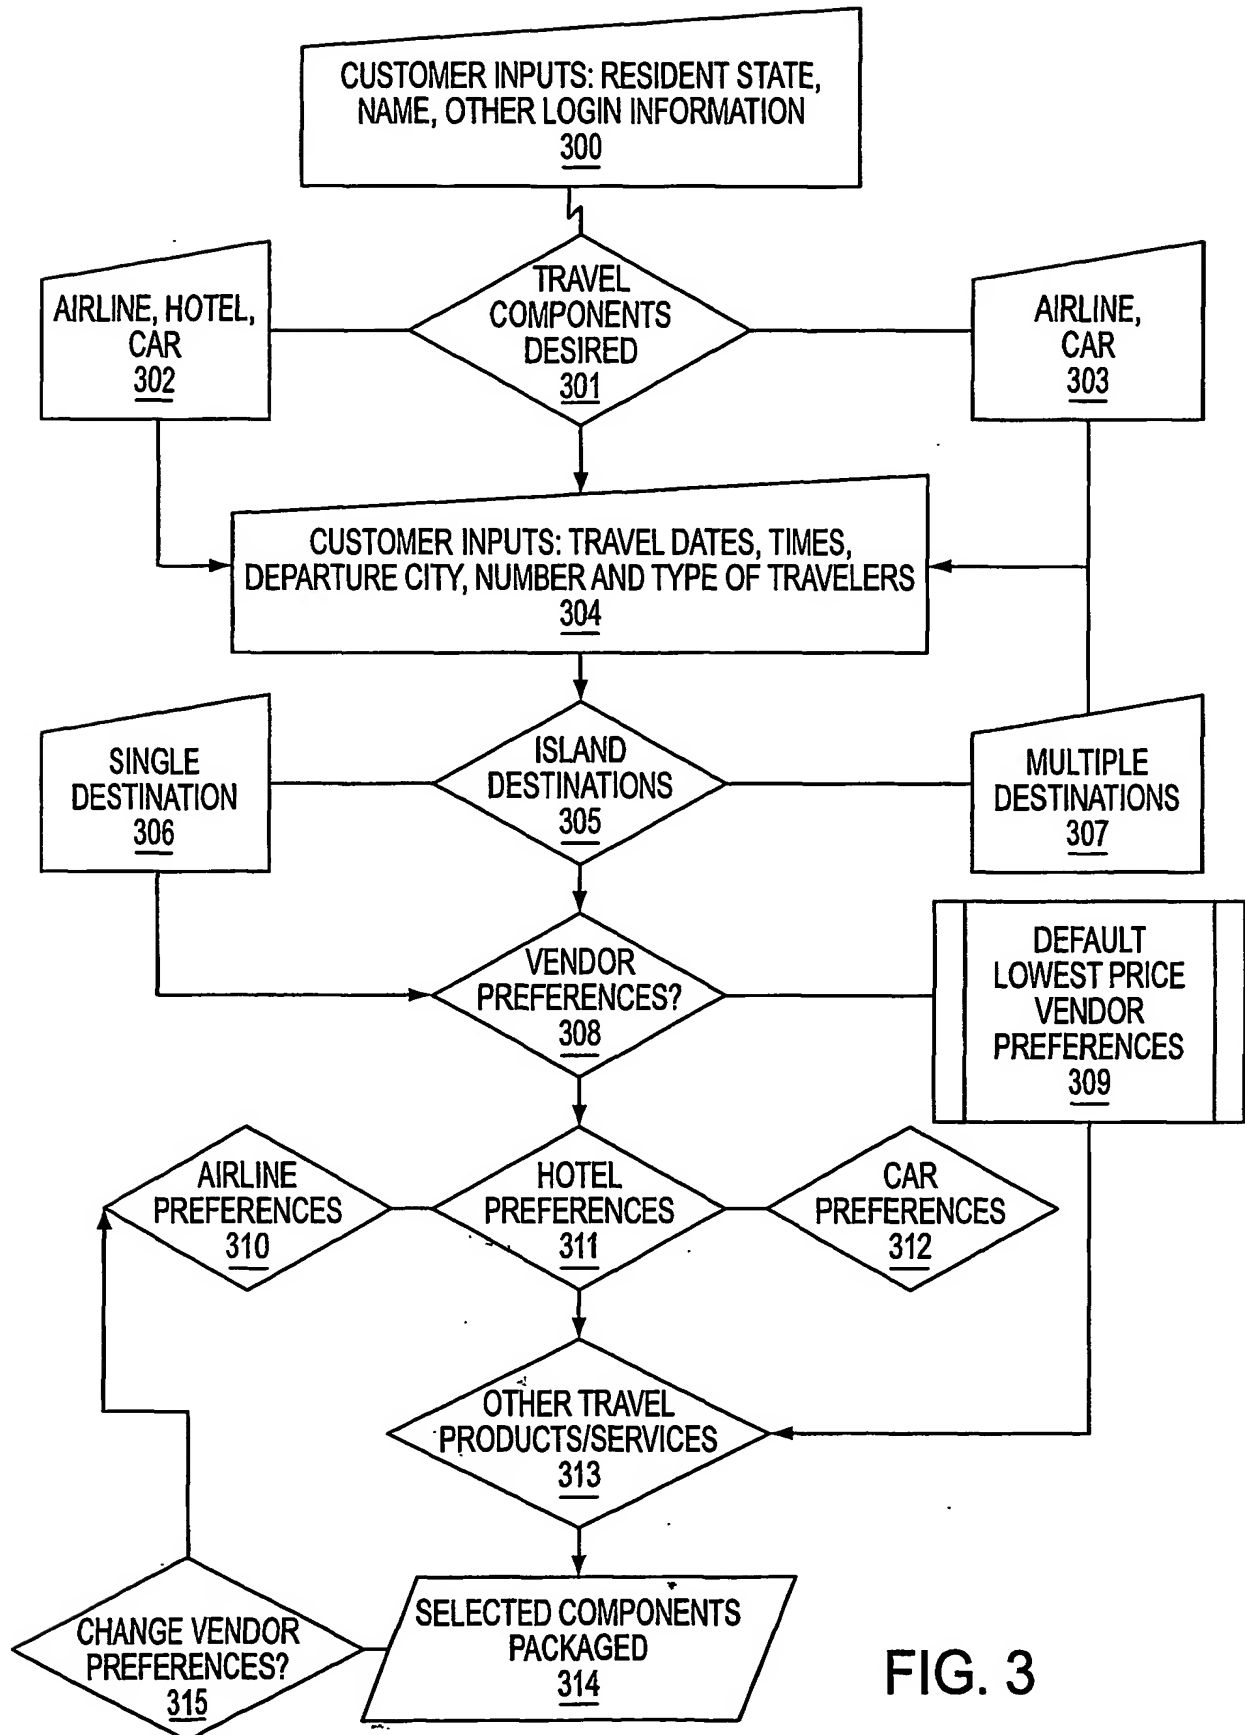 CUSTOMER INPUTS: RESIDENT STATE,
NAME, OTHER LOGIN INFORMATION
300
TRAVEL
COMPONENTS
DESIRED
301
AIRLINE, HOTEL,
CAR
302
AIRLINE,
CAR
303
CUSTOMER INPUTS: TRAVEL DATES, TIMES,
DEPARTURE CITY, NUMBER AND TYPE OF TRAVELERS
304
ISLAND
DESTINATIONS
305
SINGLE
DESTINATION
306
MULTIPLE
DESTINATIONS
307
VENDOR
PREFERENCES?
308
DEFAULT
LOWEST PRICE
VENDOR
PREFERENCES
309
AIRLINE
PREFERENCES
310
HOTEL
PREFERENCES
311
CAR
PREFERENCES
312
OTHER TRAVEL
PRODUCTS/SERVICES
313
SELECTED COMPONENTS
PACKAGED
314
CHANGE VENDOR
PREFERENCES?
315
FIG. 3